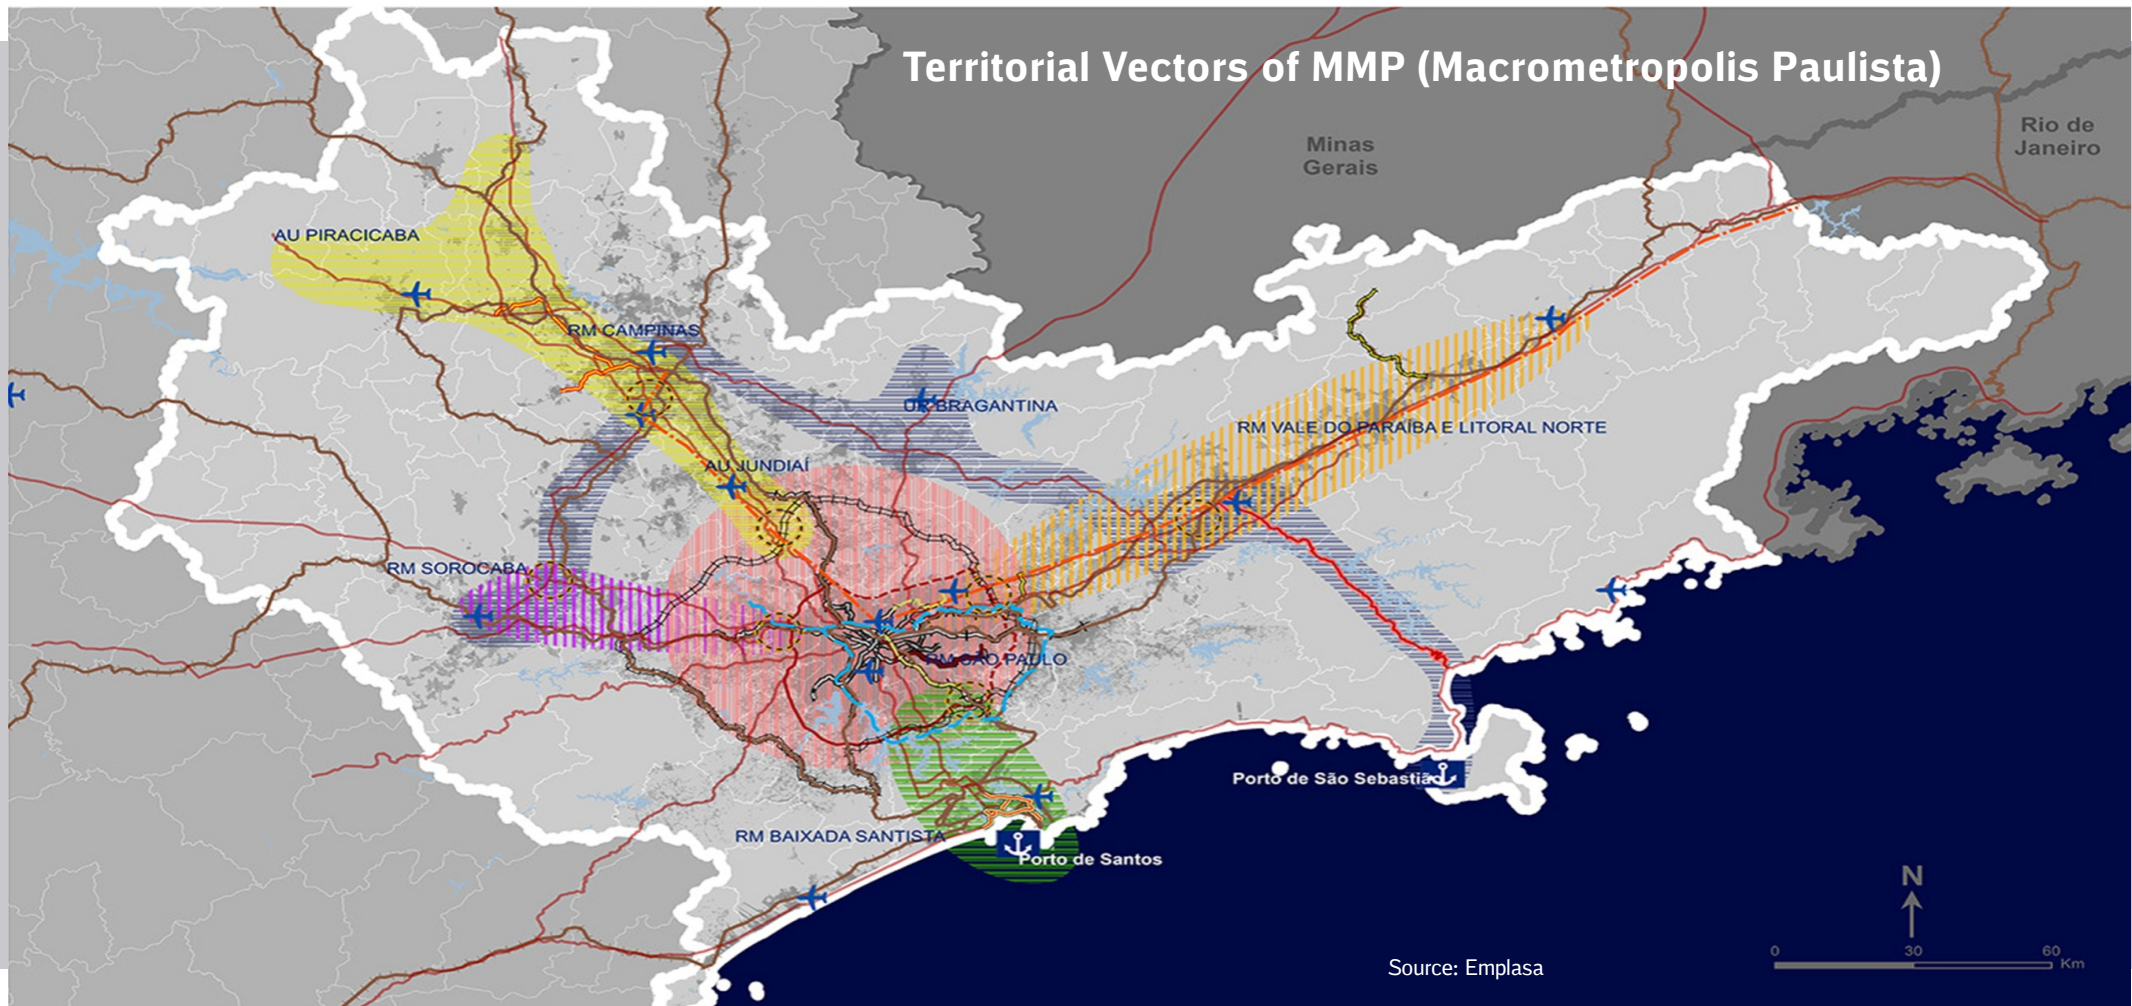 Territorial Vectors of MMP (Macrometropolis Paulista)
Minas
Gerais
Rio de
Janeiro
AU PIRACICABA
RM CAMPINAS
UR BRAGANTINA
RM VALE DO PARAÍBA E LITORAL NORTE
AU JUNDIAÍ
RM SOROCABA
RM SÃO PAULO
Porto de São Sebastião
RM BAIXADA SANTISTA
Porto de Santos
N
0 30 60
Km
Source: Emplasa